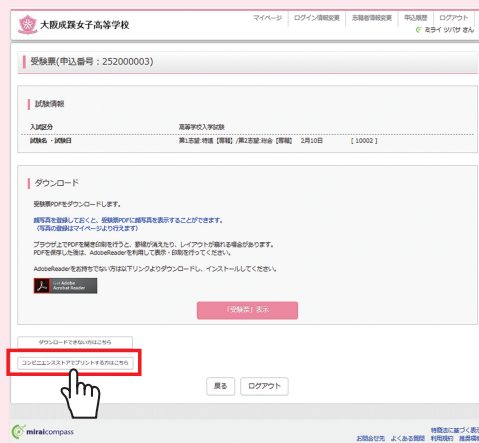 大阪成蹊女子高等学校
マイページ ログイン情報変更 志願者情報変更 申込履歴 ログアウト
ミライ ツバサ さん
受験票(申込番号：252000003)
試験情報
入試区分 高等学校入学試験
試験名・試験日 第1志望:特進【専願】/第2志望:総合【専願】 2月10日 [ 10002 ]
ダウンロード
受験票PDFをダウンロードします。
顔写真を登録しておくと、受験票PDFに顔写真を表示することができます。
（写真の登録はマイページより行えます）
ブラウザ上でPDFを開き印刷を行うと、罫線が消えたり、レイアウトが崩れる場合があります。
PDFを保存した後は、AdobeReaderを利用して表示・印刷を行ってください。
AdobeReaderをお持ちでない方は以下リンクよりダウンロードし、インストールしてください。
Get Adobe
Acrobat Reader
「受験票」表示
ダウンロードできない方はこちら
コンビニエンスストアでプリントする方はこちら
戻る ログアウト
miraicompass
特商法に基づく表示
お問合せ先 よくある質問 利用規約 推奨環境